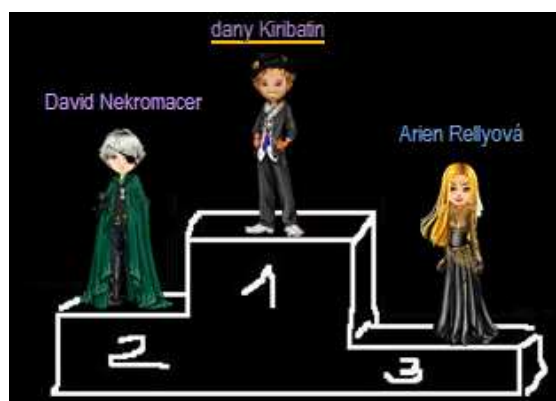 dany Kiribatin
David Nekromacer
Arien Rellyová
1
2
3